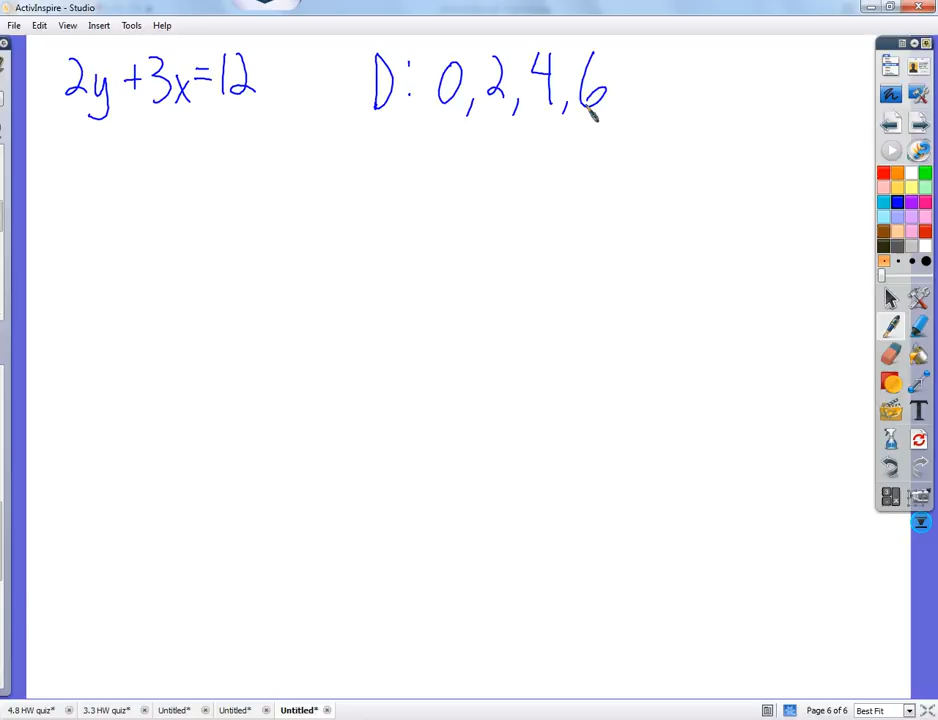 ActivInspire - Studio
File Edit View Insert Tools Help
2y + 3x = 12 D: 0, 2, 4, 6
4.8 HW quiz* 3.3 HW quiz* Untitled* Untitled* Untitled* Page 6 of 6 Best Fit